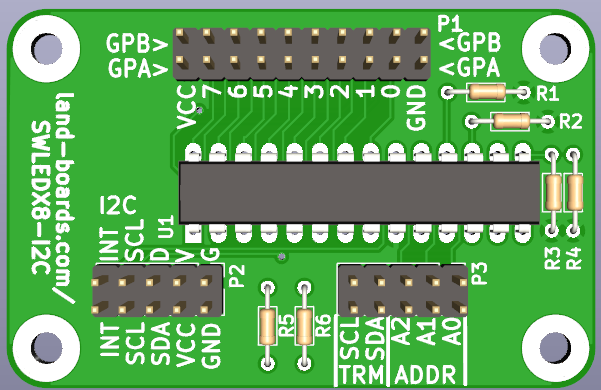 P1
GPB> <GPB
GPA> <GPA
VCC 7 6 5 4 3 2 1 0 GND
R1
R2
land-boards.com/
SWLEDX8-I2C
I2C
INT SCL D V G
U1
P2
P3
R3 R4
R5 R6
INT SCL SDA VCC GND
SCL SDA A2 A1 A0
TRM ADDR